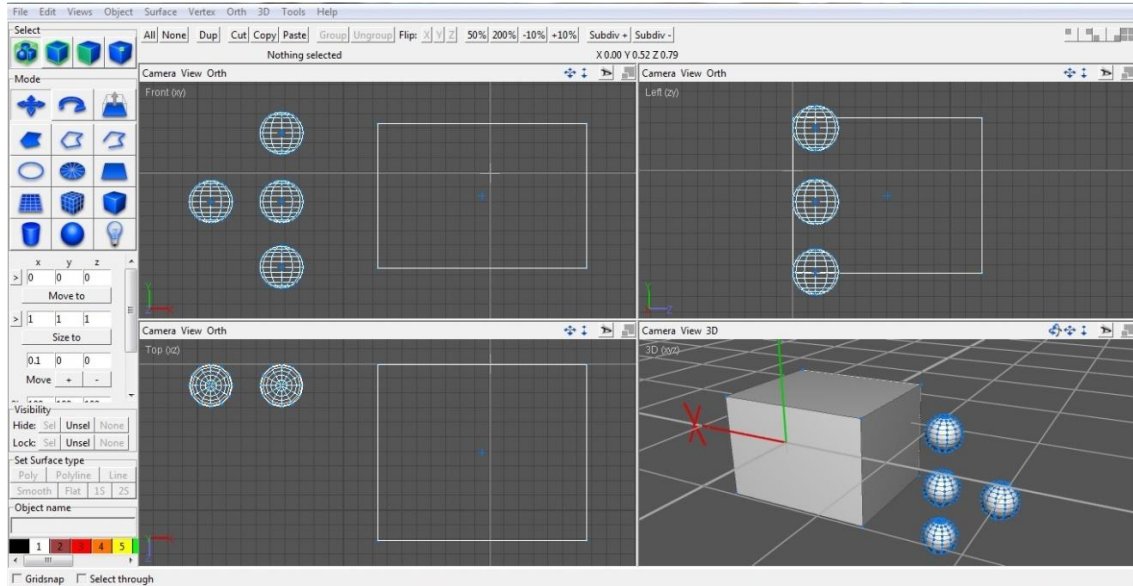 File Edit Views Object Surface Vertex Orth 3D Tools Help
Select
All None Dup Cut Copy Paste Group Ungroup Flip: X Y Z 50% 200% -10% +10% Subdiv + Subdiv -
Nothing selected X 0.00 Y 0.52 Z 0.79
Mode
Camera View Orth
Front (xy)
Camera View Orth
Left (zy)
x y z
> 0 0 0
Move to
> 1 1 1
Size to
0.1 0 0
Move + -
Visibility
Hide: Sel Unsel None
Lock: Sel Unsel None
Set Surface type
Poly Polyline Line
Smooth Flat 1S 2S
Object name
1 2 3 4 5
Camera View Orth
Top (xz)
Camera View 3D
3D (xyz)
X
Gridsnap Select through